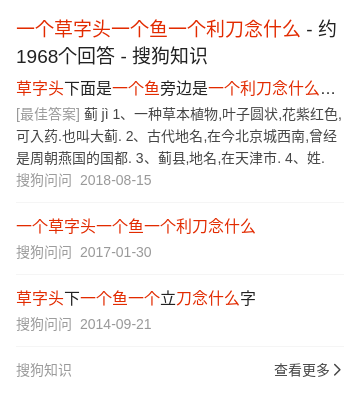 一个草字头一个鱼一个利刀念什么 - 约
1968个回答 - 搜狗知识
草字头下面是一个鱼旁边是一个利刀念什么…
[最佳答案] 蓟 jì 1、一种草本植物,叶子圆状,花紫红色,
可入药.也叫大蓟. 2、古代地名,在今北京城西南,曾经
是周朝燕国的国都. 3、蓟县,地名,在天津市. 4、姓.
搜狗问问 2018-08-15
一个草字头一个鱼一个利刀念什么
搜狗问问 2017-01-30
草字头下一个鱼一个立刀念什么字
搜狗问问 2014-09-21
搜狗知识
查看更多